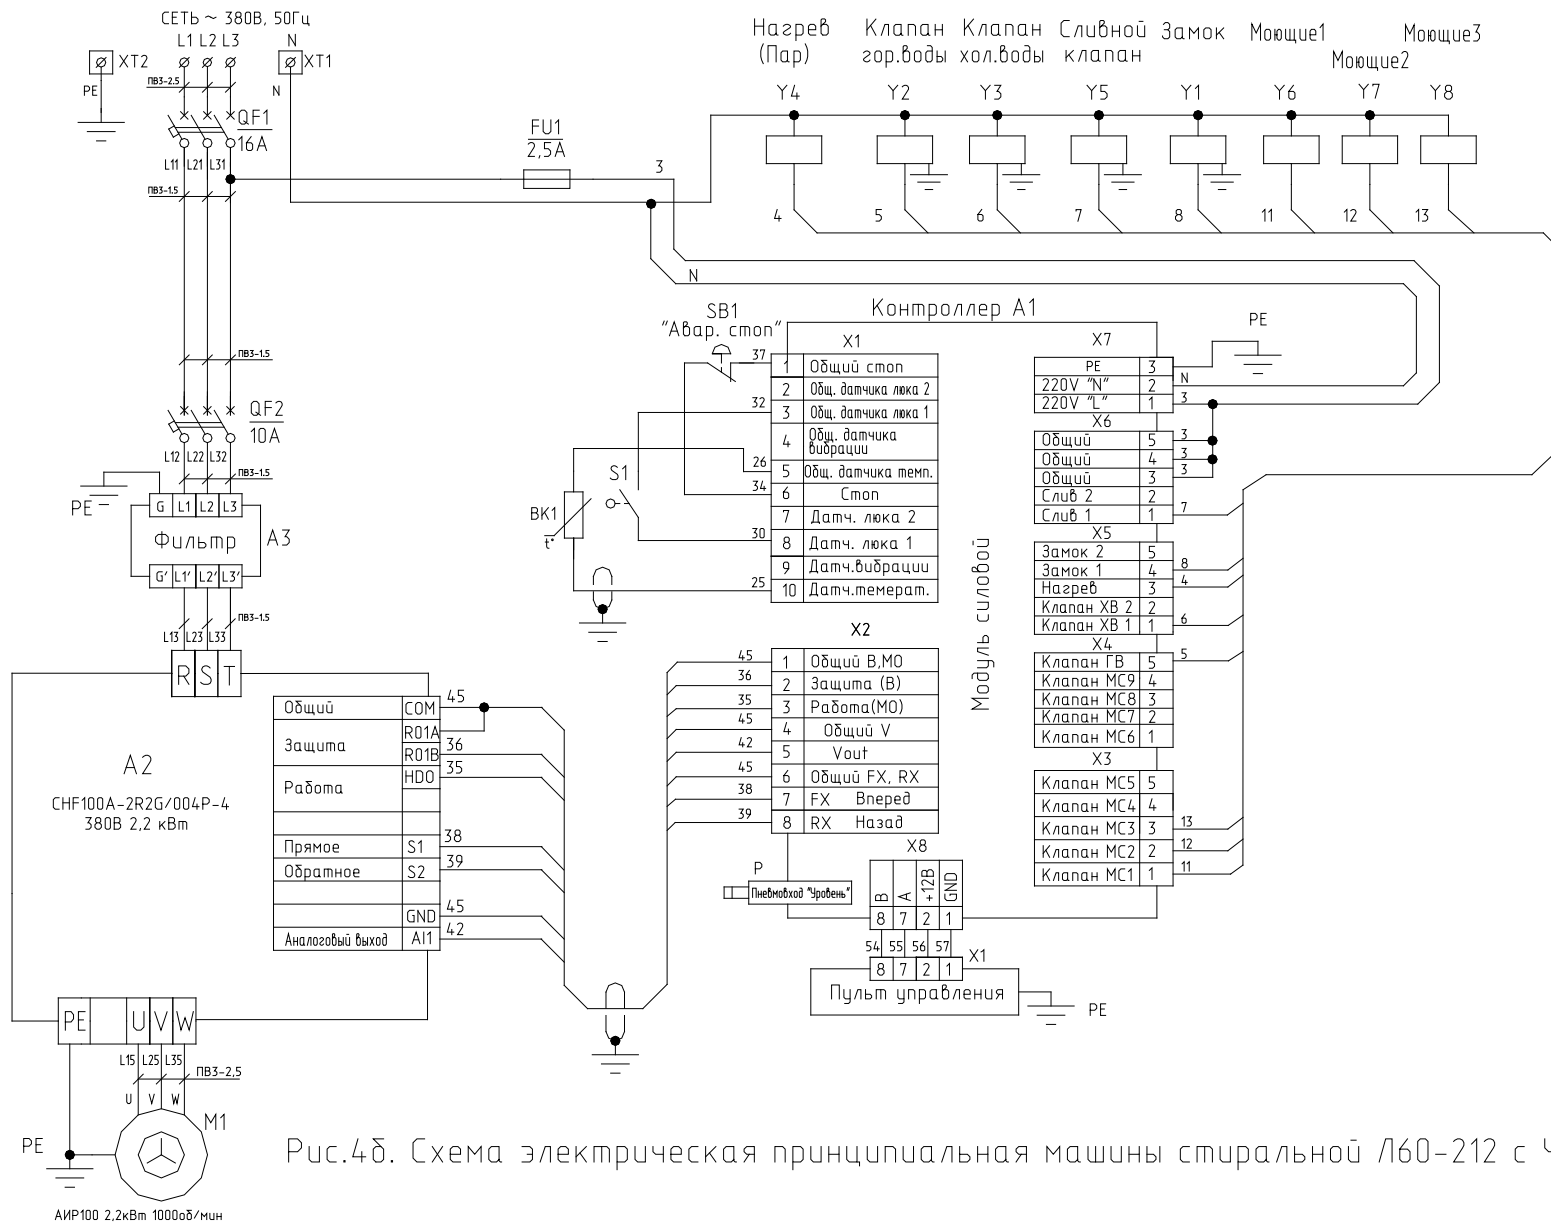 СЕТЬ ~ 380В, 50Гц
L1 L2 L3 N
XT2 XT1
ПВ3-2.5
PE N
QF1
16А
L11 L21 L31
ПВ3-1.5
FU1
2,5А
3
Нагрев (Пар)
Клапан гор.воды
Клапан хол.воды
Сливной клапан
Замок
Моющие1
Моющие2
Моющие3
Y4 Y2 Y3 Y5 Y1 Y6 Y7 Y8
4 5 6 7 8 11 12 13
N
ПВ3-1.5
QF2
10А
L12 L22 L32
ПВ3-1.5
PE
G L1 L2 L3
Фильтр
A3
G' L1' L2' L3'
ПВ3-1.5
L13 L23 L33
R S T
A2
CHF100A-2R2G/004P-4
380В 2,2 кВт
Общий COM 45
R01A
Защита
R01B 36
Работа HDO 35
Прямое S1 38
Обратное S2 39
GND 45
Аналоговый выход AI1 42
PE U V W
L15 L25 L35
ПВ3-2,5
U V W
M1
PE
АИР100 2,2кВт 1000об/мин
SB1
"Авар. стоп"
S1
BK1
t°
Контроллер А1
X1
37 1 Общий стоп
2 Общ. датчика люка 2
32 3 Общ. датчика люка 1
4 Общ. датчика вибрации
26 5 Общ. датчика темп.
34 6 Стоп
7 Датч. люка 2
30 8 Датч. люка 1
9 Датч.вибрации
25 10 Датч.темерат.
X2
45 1 Общий В,МО
36 2 Защита (В)
35 3 Работа(МО)
45 4 Общий V
42 5 Vout
45 6 Общий FX, RX
38 7 FX Вперед
39 8 RX Назад
P
Пневмовход "Уровень"
X8
B A +12В GND
8 7 2 1
54 55 56 57
8 7 2 1
X1
Пульт управления
PE
Модуль силовой
X7
PE
PE 3
220V "N" 2 N
220V "L" 1 3
X6
Общий 5 3
Общий 4 3
Общий 3 3
Слив 2 2
Слив 1 1 7
X5
Замок 2 5
Замок 1 4 8
Нагрев 3 4
Клапан ХВ 2 2
Клапан ХВ 1 1 6
X4
Клапан ГВ 5 5
Клапан МС9 4
Клапан МС8 3
Клапан МС7 2
Клапан МС6 1
X3
Клапан МС5 5
Клапан МС4 4
Клапан МС3 3 13
Клапан МС2 2 12
Клапан МС1 1 11
Рис.4б. Схема электрическая принципиальная машины стиральной Л60-212 с